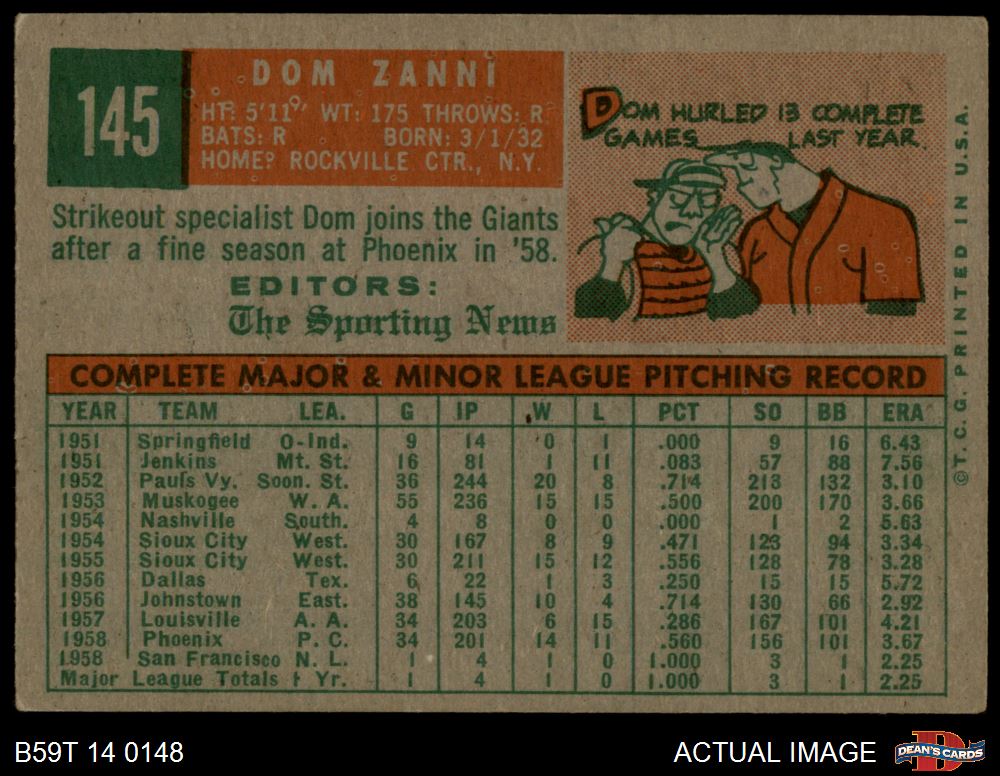 145
DOM ZANNI
HT: 5'11" WT: 175 THROWS: R
BATS: R BORN: 3/1/32
HOME: ROCKVILLE CTR., N.Y.
DOM HURLED 13 COMPLETE
GAMES LAST YEAR.
Strikeout specialist Dom joins the Giants
after a fine season at Phoenix in '58.
EDITORS:
The Sporting News
COMPLETE MAJOR & MINOR LEAGUE PITCHING RECORD
YEAR TEAM LEA. G IP W L PCT SO BB ERA
1951 Springfield O-Ind. 9 14 0 1 .000 9 16 6.43
1951 Jenkins Mt. St. 16 81 1 11 .083 57 88 7.56
1952 Pauls Vy. Soon. St. 36 244 20 8 .714 213 132 3.10
1953 Muskogee W. A. 55 236 15 15 .500 200 170 3.66
1954 Nashville South. 4 8 0 0 .000 1 2 5.63
1954 Sioux City West. 30 167 8 9 .471 123 94 3.34
1955 Sioux City West. 30 211 15 12 .556 128 78 3.28
1956 Dallas Tex. 6 22 1 3 .250 15 15 5.72
1956 Johnstown East. 38 145 10 4 .714 130 66 2.92
1957 Louisville A. A. 34 203 6 15 .286 167 101 4.21
1958 Phoenix P. C. 34 201 14 11 .560 156 101 3.67
1958 San Francisco N. L. 1 4 1 0 1.000 3 1 2.25
Major League Totals 1 Yr. 1 4 1 0 1.000 3 1 2.25
© T. C. G. PRINTED IN U.S.A.
B59T 14 0148
ACTUAL IMAGE
DEAN'S CARDS